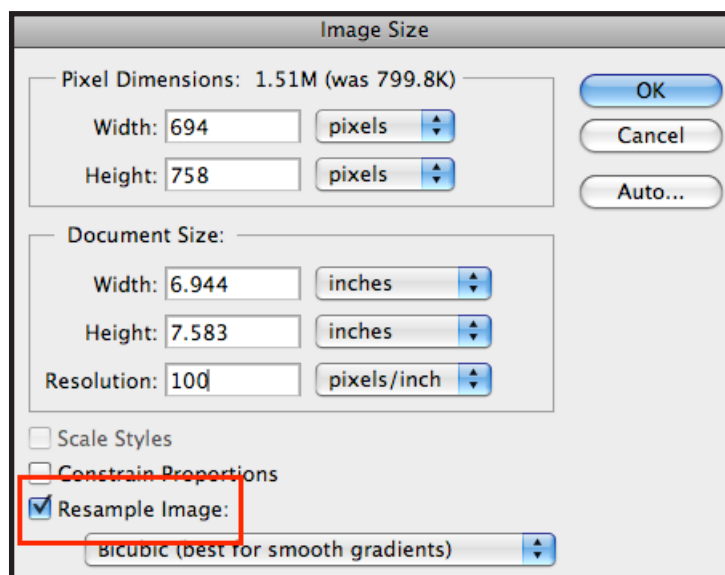 Image Size
Pixel Dimensions: 1.51M (was 799.8K)
OK
Width: 694 pixels
Cancel
Height: 758 pixels
Auto...
Document Size:
Width: 6.944 inches
Height: 7.583 inches
Resolution: 100 pixels/inch
Scale Styles
Constrain Proportions
Resample Image:
Bicubic (best for smooth gradients)